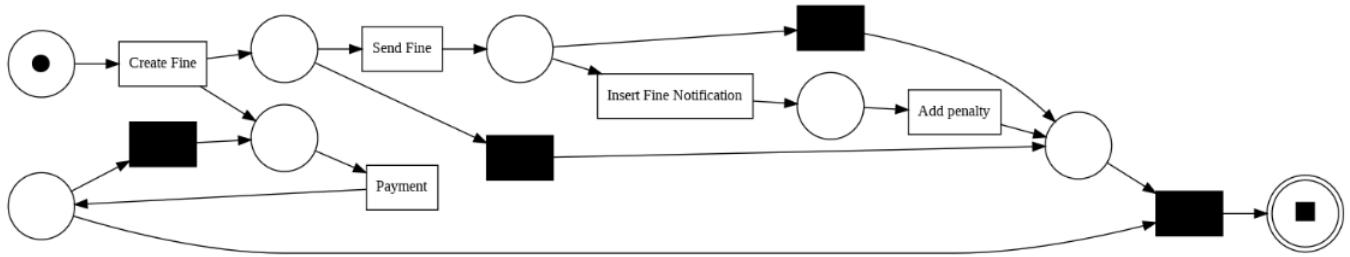 Create Fine
Send Fine
Insert Fine Notification
Add penalty
Payment